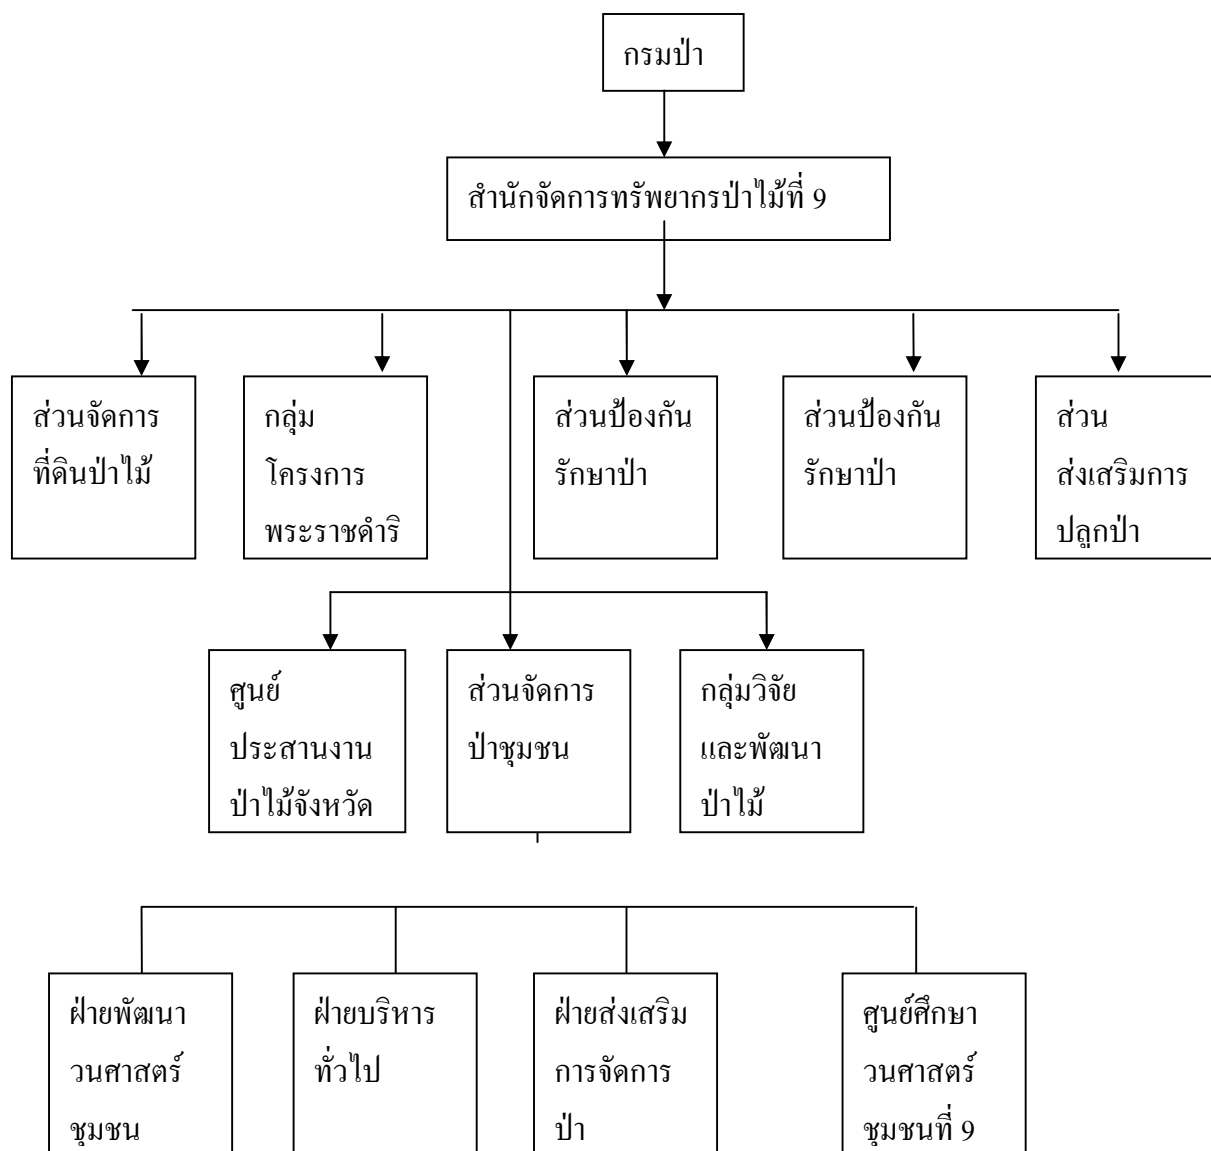 กรมป่า
สำนักจัดการทรัพยากรป่าไม้ที่ 9
ส่วนจัดการ
ที่ดินป่าไม้
กลุ่ม
โครงการ
พระราชดำริ
ส่วนป้องกัน
รักษาป่า
ส่วนป้องกัน
รักษาป่า
ส่วน
ส่งเสริมการ
ปลูกป่า
ศูนย์
ประสานงาน
ป่าไม้จังหวัด
ส่วนจัดการ
ป่าชุมชน
กลุ่มวิจัย
และพัฒนา
ป่าไม้
ฝ่ายพัฒนา
วนศาสตร์
ชุมชน
ฝ่ายบริหาร
ทั่วไป
ฝ่ายส่งเสริม
การจัดการ
ป่า
ศูนย์ศึกษา
วนศาสตร์
ชุมชนที่ 9